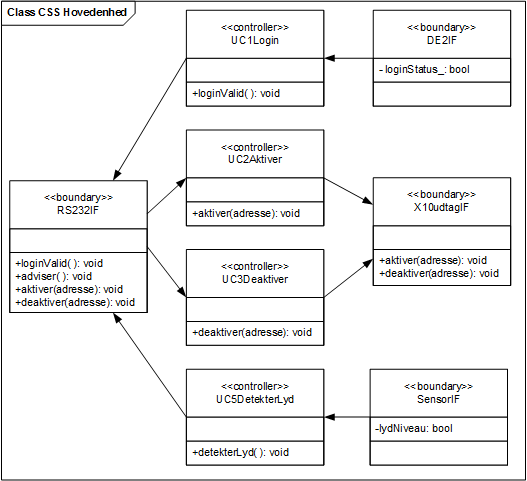 Class CSS Hovedenhed
<<controller>>
UC1Login
+loginValid( ): void
<<boundary>>
DE2IF
- loginStatus_: bool
<<controller>>
UC2Aktiver
+aktiver(adresse): void
<<boundary>>
RS232IF
+loginValid( ): void
+adviser( ): void
+aktiver(adresse): void
+deaktiver(adresse): void
<<boundary>>
X10udtagIF
+aktiver(adresse): void
+deaktiver(adresse): void
<<controller>>
UC3Deaktiver
+deaktiver(adresse): void
<<controller>>
UC5DetekterLyd
+detekterLyd( ): void
<<boundary>>
SensorIF
-lydNiveau: bool